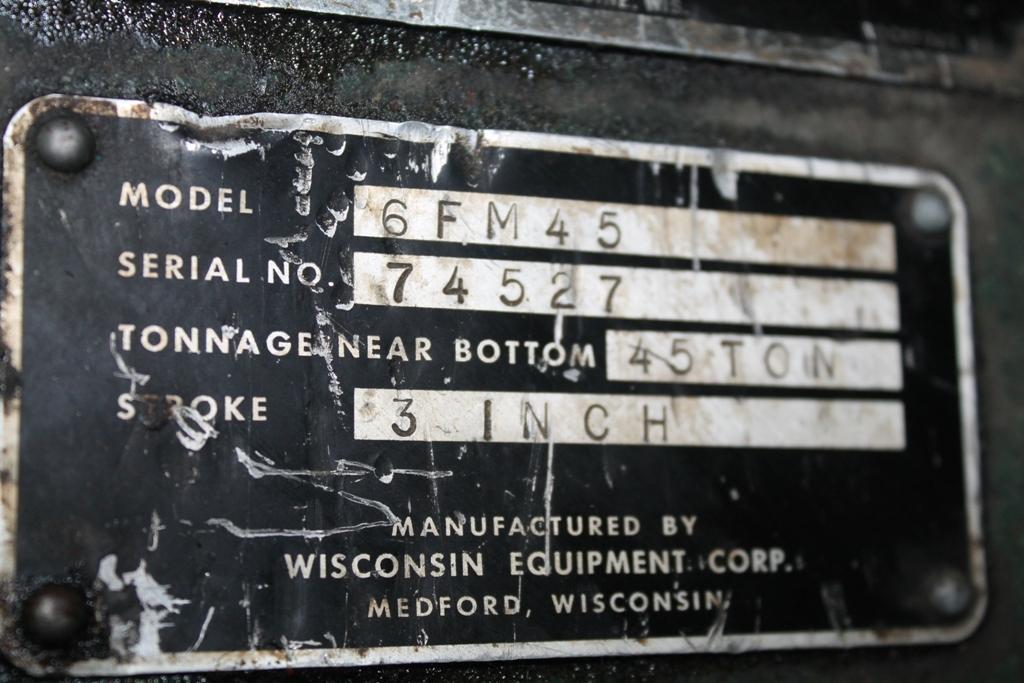 MODEL 6FM45
SERIAL NO. 74527
TONNAGE NEAR BOTTOM 45 TON
STROKE 3 INCH
MANUFACTURED BY
WISCONSIN EQUIPMENT CORP.
MEDFORD, WISCONSIN